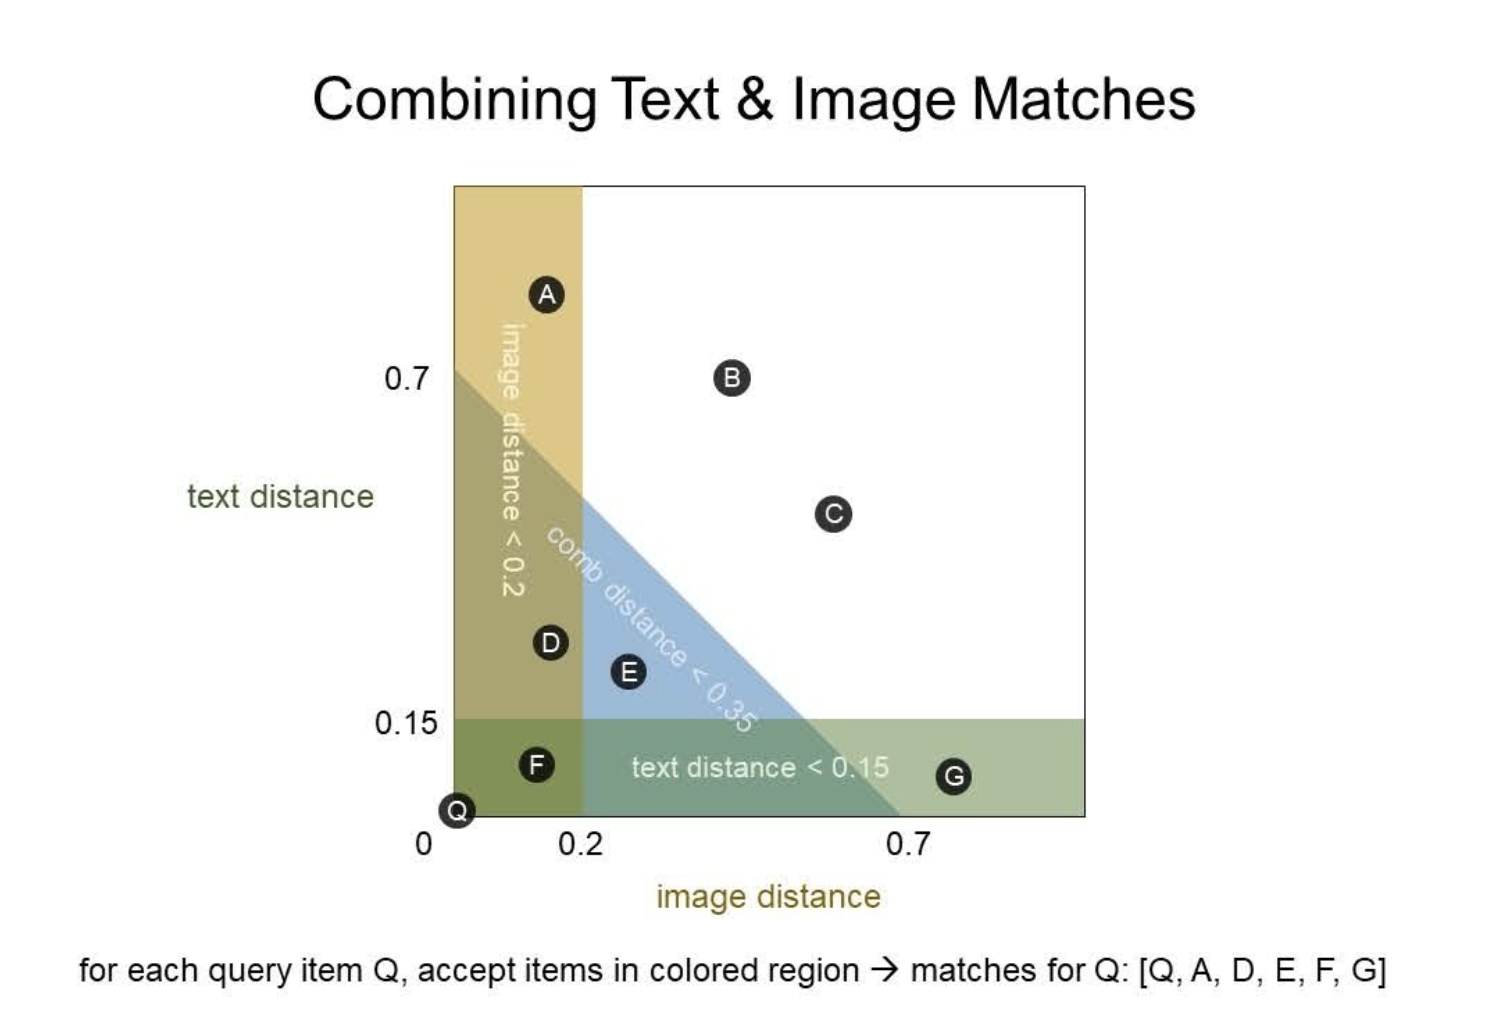 Combining Text & Image Matches
A
image distance < 0.2
0.7
B
text distance
C
comb distance < 0.35
D
E
0.15
F
text distance < 0.15
G
Q
0
0.2
0.7
image distance
for each query item Q, accept items in colored region → matches for Q: [Q, A, D, E, F, G]